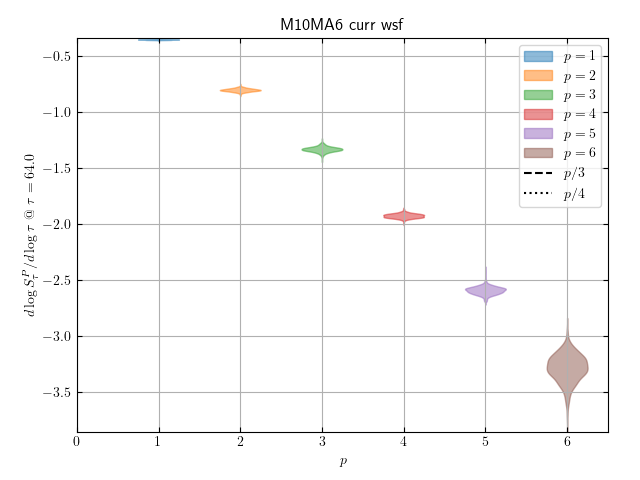 M10MA6 curr wsf
−0.5
−1.0
−1.5
−2.0
−2.5
−3.0
−3.5
d log S_τ^P / d log τ @ τ = 64.0
0 1 2 3 4 5 6
p
p = 1
p = 2
p = 3
p = 4
p = 5
p = 6
p/3
p/4